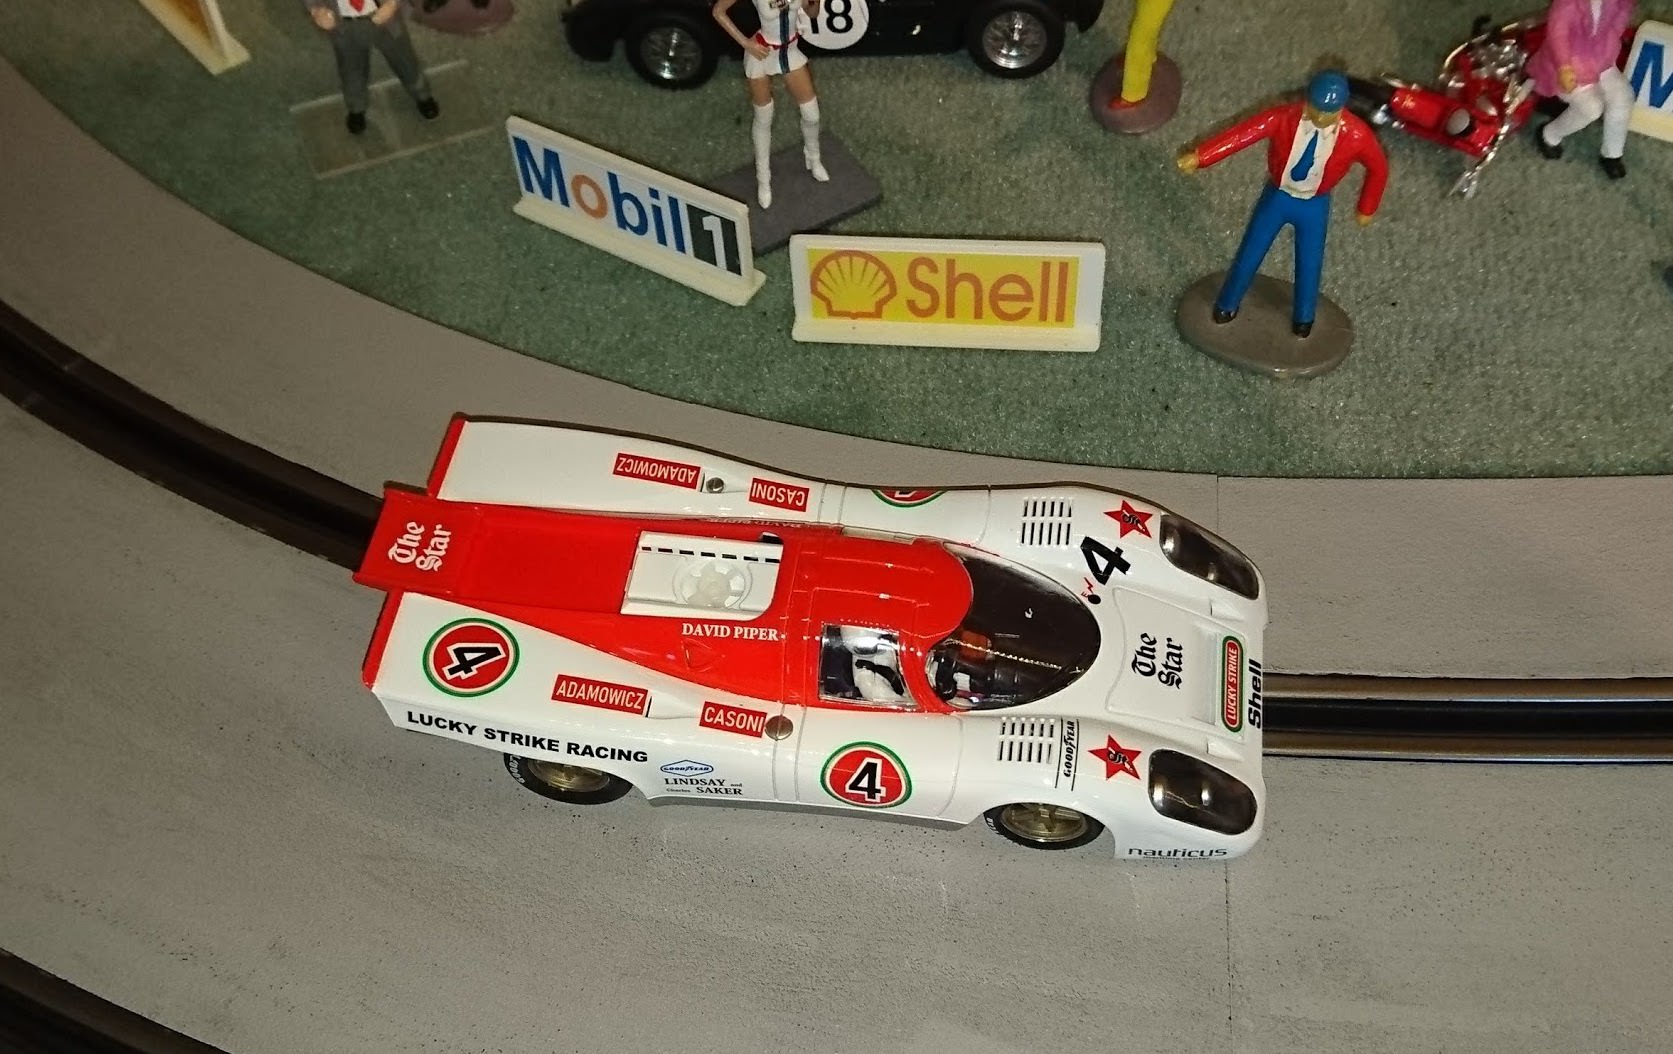 18
Mobil 1
Shell
M
ADAMOWICZ
CASONI
The
Star
DAVID PIPER
4
The
Star
LUCKY STRIKE
Shell
4
ADAMOWICZ
CASONI
LUCKY STRIKE RACING
GOODYEAR
LINDSAY and
Charles SAKER
4
GOODYEAR
nauticus